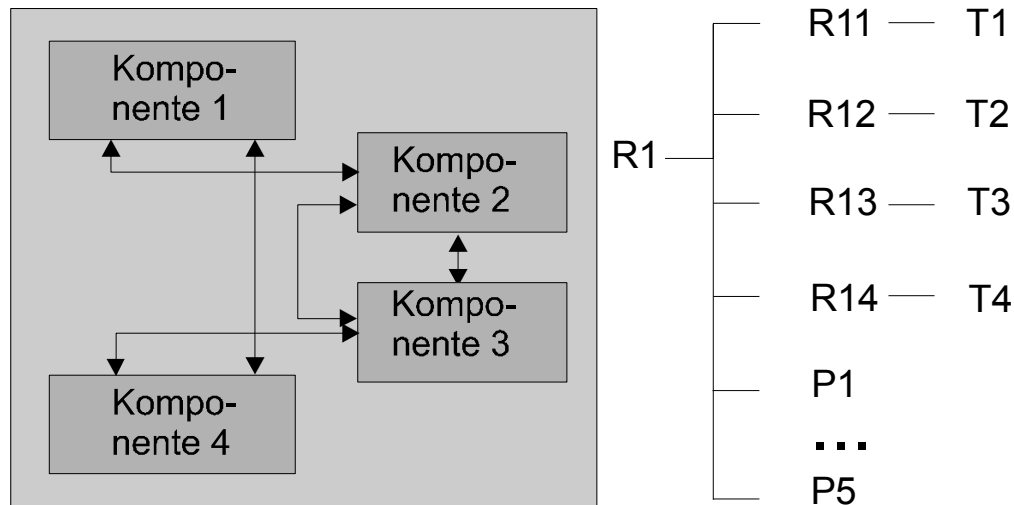 Kompo-
nente 1
Kompo-
nente 2
Kompo-
nente 3
Kompo-
nente 4
R1
R11 T1
R12 T2
R13 T3
R14 T4
P1
...
P5